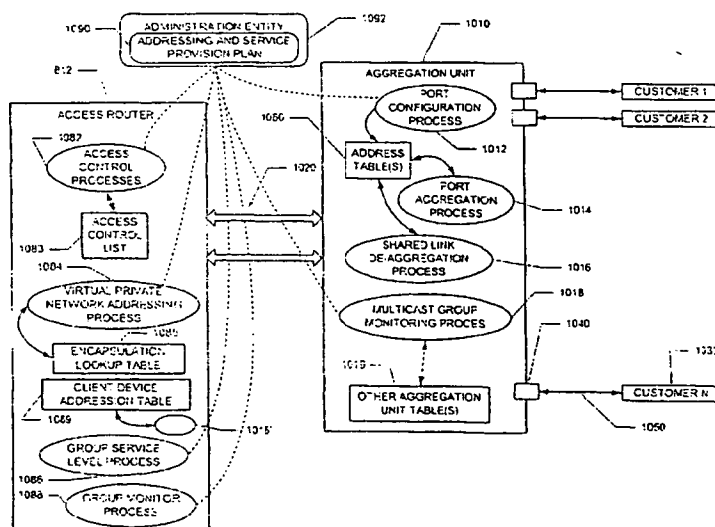 1090
ADMINISTRATION ENTITY
ADDRESSING AND SERVICE
PROVISION PLAN
1092
1010
812
ACCESS ROUTER
AGGREGATION UNIT
PORT
CONFIGURATION
PROCESS
CUSTOMER 1
CUSTOMER 2
1066
1012
1087
ACCESS
CONTROL
PROCESSES
1020
ADDRESS
TABLE(S)
PORT
AGGREGATION
PROCESS
1014
1083
ACCESS
CONTROL
LIST
SHARED LINK
DE-AGGREGATION
PROCESS
1016
1084
VIRTUAL PRIVATE
NETWORK ADDRESSING
PROCESS
1018
MULTICAST GROUP
MONITORING PROCES
1085
ENCAPSULATION
LOOKUP TABLE
1040
CLIENT DEVICE
ADDRESSION TABLE
1019
OTHER AGGREGATION
UNIT TABLE(S)
CUSTOMER N
1089
1015'
1050
GROUP SERVICE
LEVEL PROCESS
1086
1088
GROUP MONITOR
PROCESS